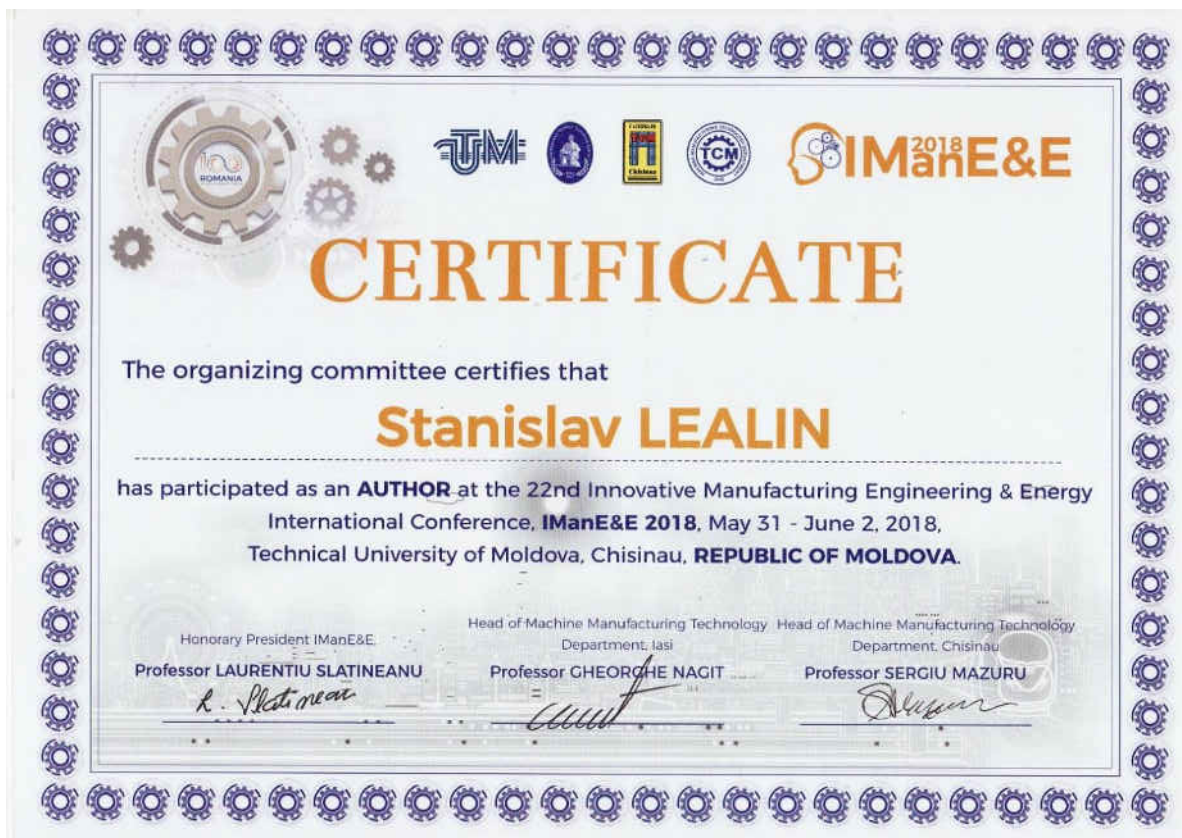 ROMANIA
UTM
TCM
IManE&E
2018
CERTIFICATE
The organizing committee certifies that
Stanislav LEALIN
has participated as an AUTHOR at the 22nd Innovative Manufacturing Engineering & Energy
International Conference, IManE&E 2018, May 31 - June 2, 2018,
Technical University of Moldova, Chisinau, REPUBLIC OF MOLDOVA.
Honorary President IManE&E
Professor LAURENTIU SLATINEANU
L. Slatineanu
Head of Machine Manufacturing Technology
Department, Iasi
Professor GHEORGHE NAGIT
Head of Machine Manufacturing Technology
Department, Chisinau
Professor SERGIU MAZURU